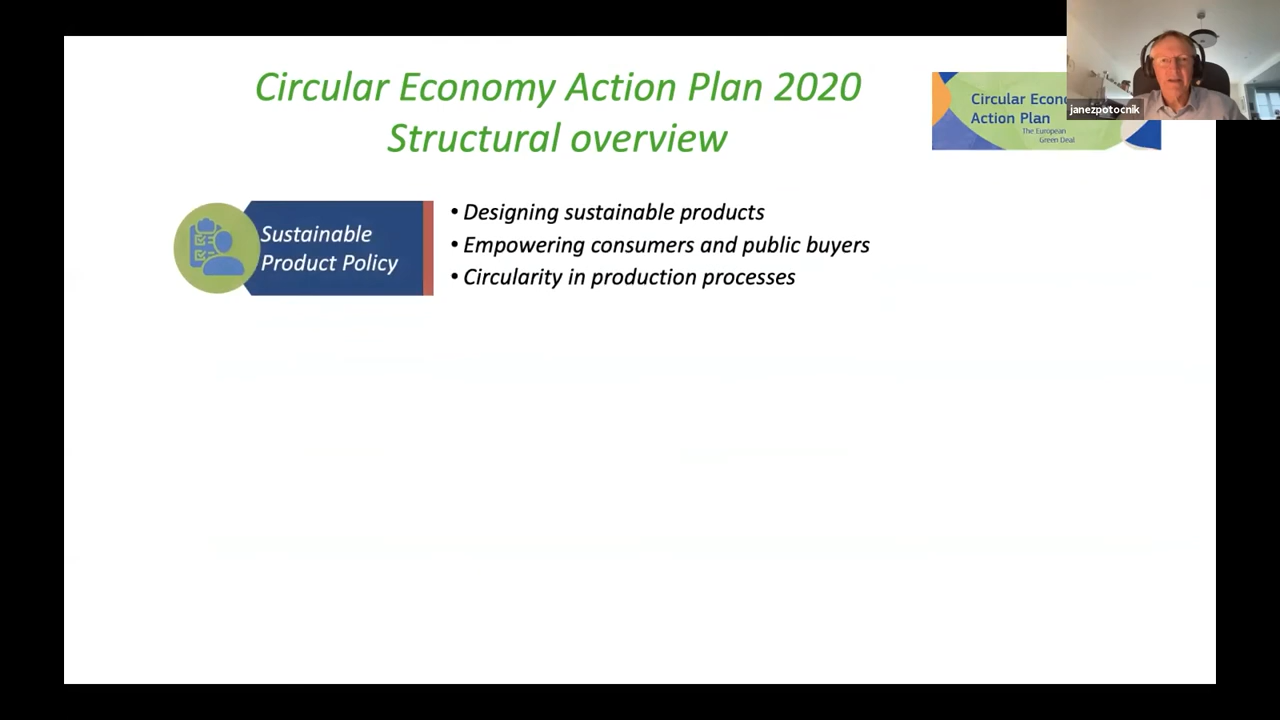 Circular Economy Action Plan 2020
Structural overview
Circular Econ
Action Plan
The European
Green Deal
janezpotocnik
Sustainable
Product Policy
• Designing sustainable products
• Empowering consumers and public buyers
• Circularity in production processes